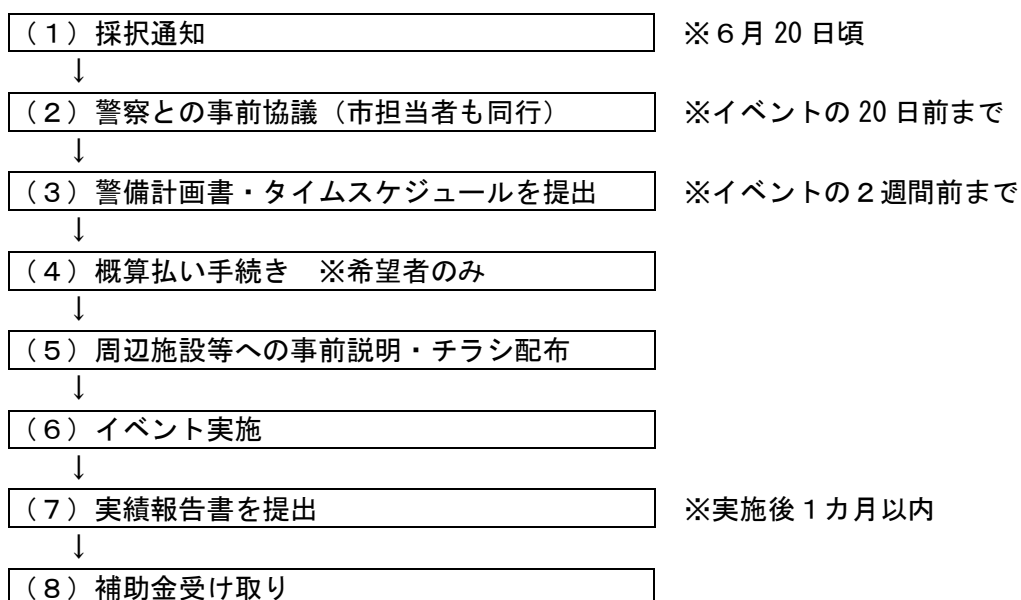 （1）採択通知 ※6月20日頃
↓
（2）警察との事前協議（市担当者も同行） ※イベントの20日前まで
↓
（3）警備計画書・タイムスケジュールを提出 ※イベントの2週間前まで
↓
（4）概算払い手続き ※希望者のみ
↓
（5）周辺施設等への事前説明・チラシ配布
↓
（6）イベント実施
↓
（7）実績報告書を提出 ※実施後1カ月以内
↓
（8）補助金受け取り